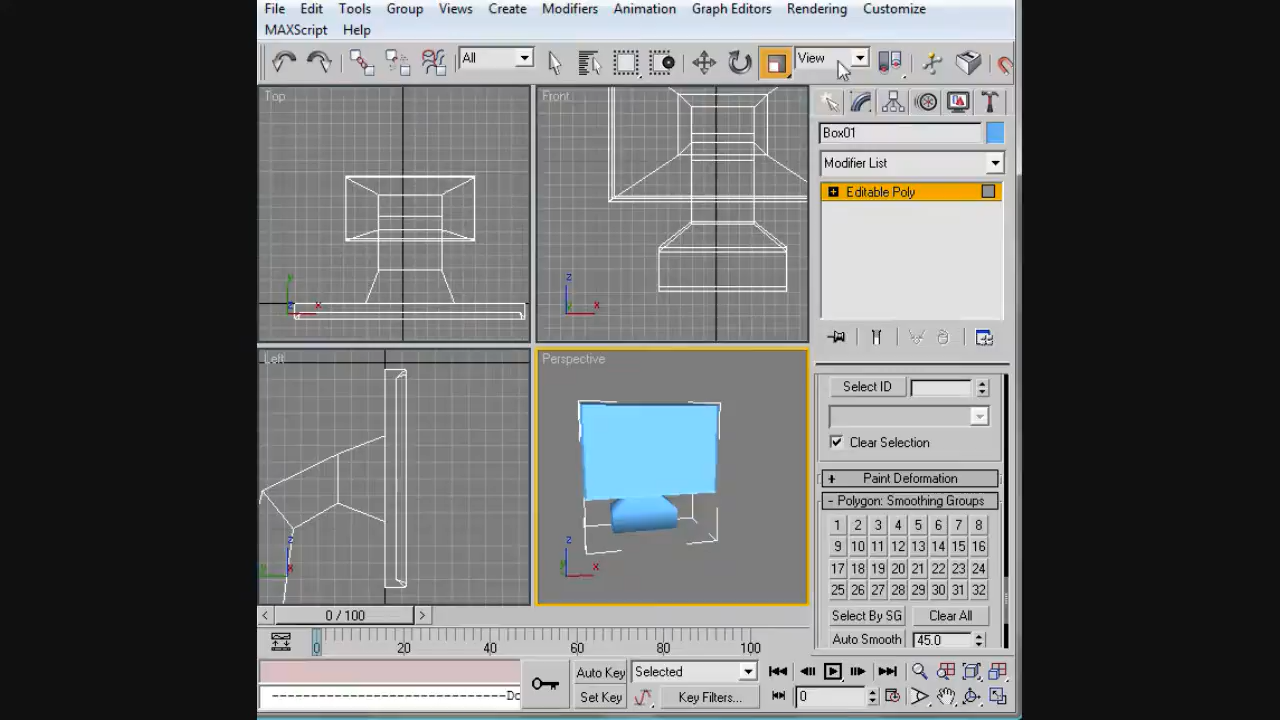 File Edit Tools Group Views Create Modifiers Animation Graph Editors Rendering Customize
MAXScript Help
All View
Top Front
Box01
Modifier List
Editable Poly
y z
z x y x
Left Perspective
Select ID
Clear Selection
+ Paint Deformation
- Polygon: Smoothing Groups
1 2 3 4 5 6 7 8
9 10 11 12 13 14 15 16
17 18 19 20 21 22 23 24
25 26 27 28 29 30 31 32
z z
y x y x
Select By SG Clear All
Auto Smooth 45.0
< 0 / 100 >
0 20 40 60 80 100
Auto Key Selected
Set Key Key Filters... 0